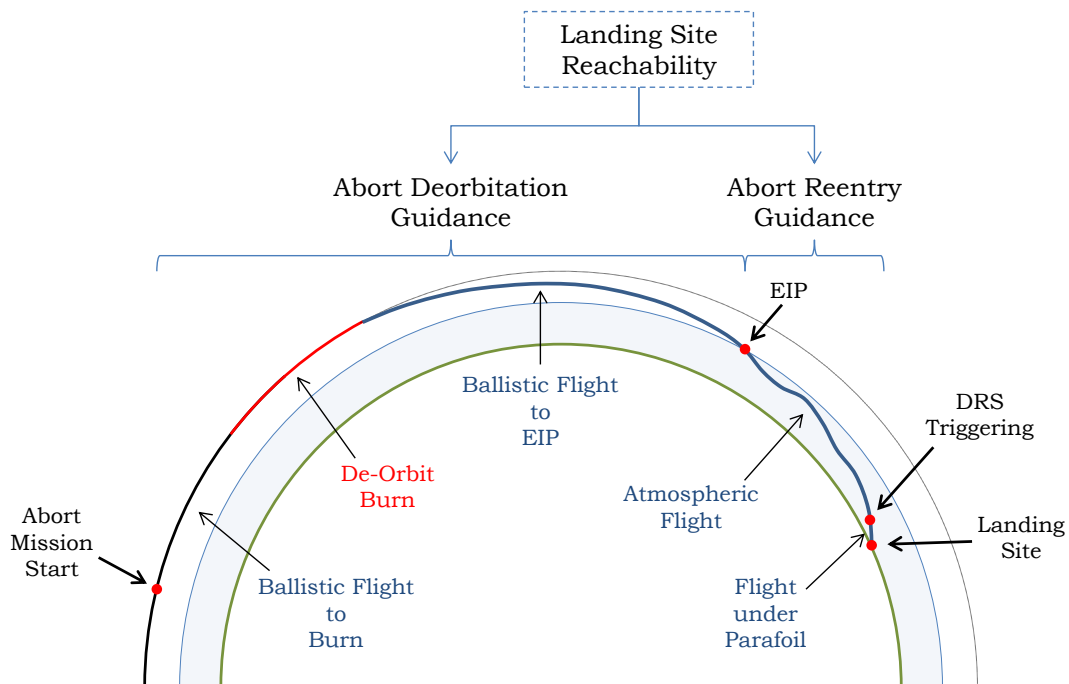 Landing Site
Reachability
Abort Deorbitation
Guidance
Abort Reentry
Guidance
EIP
Ballistic Flight
to
EIP
DRS
Triggering
De-Orbit
Burn
Atmospheric
Flight
Abort
Mission
Start
Landing
Site
Ballistic Flight
to
Burn
Flight
under
Parafoil